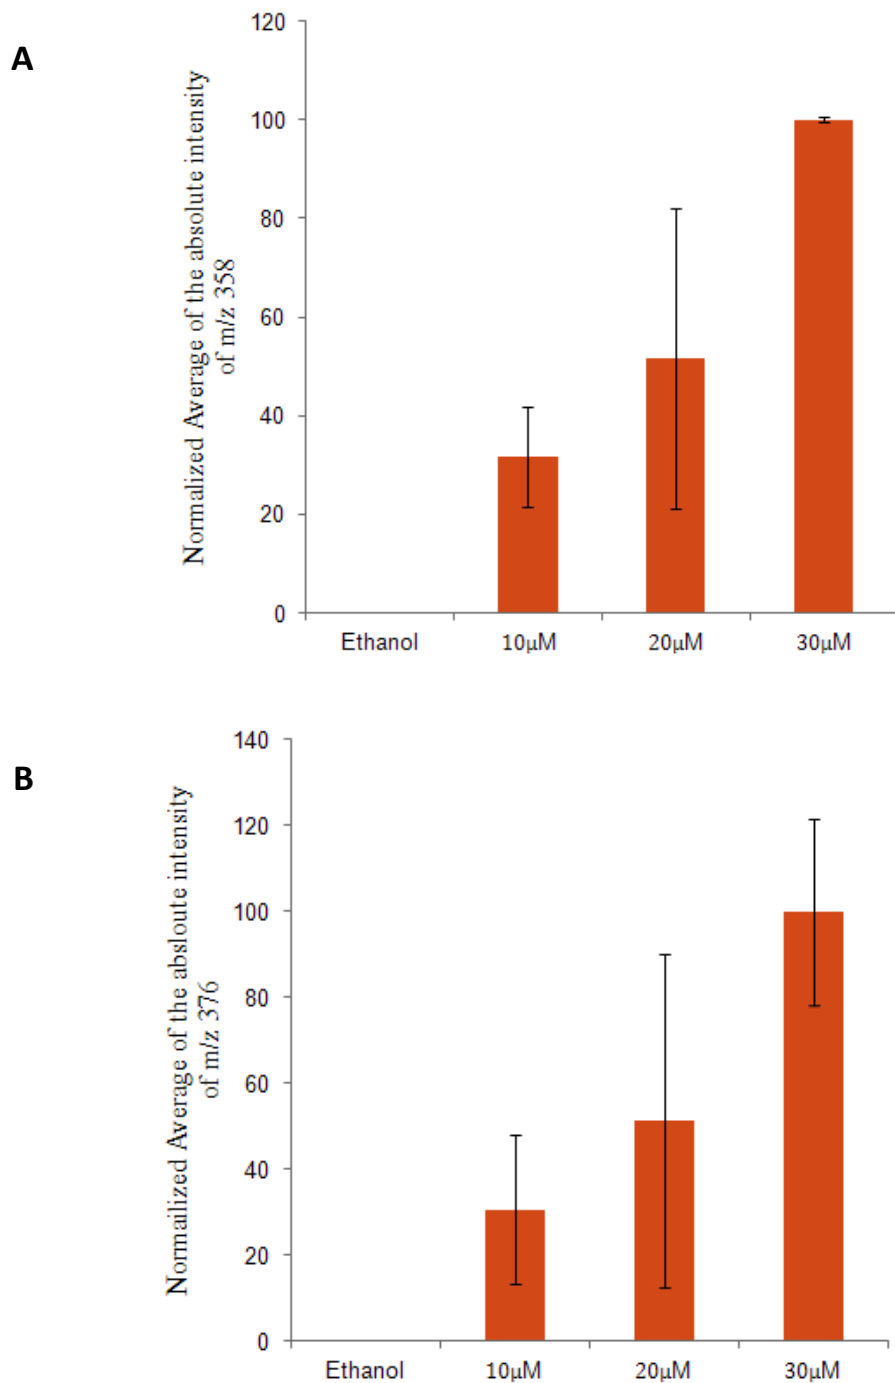 A
Normalized Average of the absolute intensity
of m/z 358
120
100
80
60
40
20
0
Ethanol 10μM 20μM 30μM
B
Normailized Average of the absloute intensity
of m/z 376
140
120
100
80
60
40
20
0
Ethanol 10μM 20μM 30μM